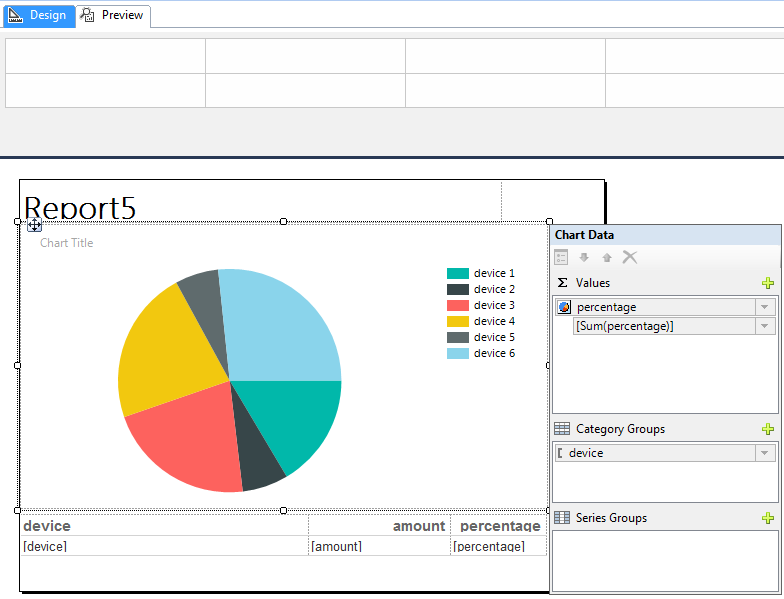 Design Preview
Report5
Chart Title
device 1
device 2
device 3
device 4
device 5
device 6
Chart Data
Σ Values
percentage
[Sum(percentage)]
Category Groups
device
Series Groups
device amount percentage
[device] [amount] [percentage]